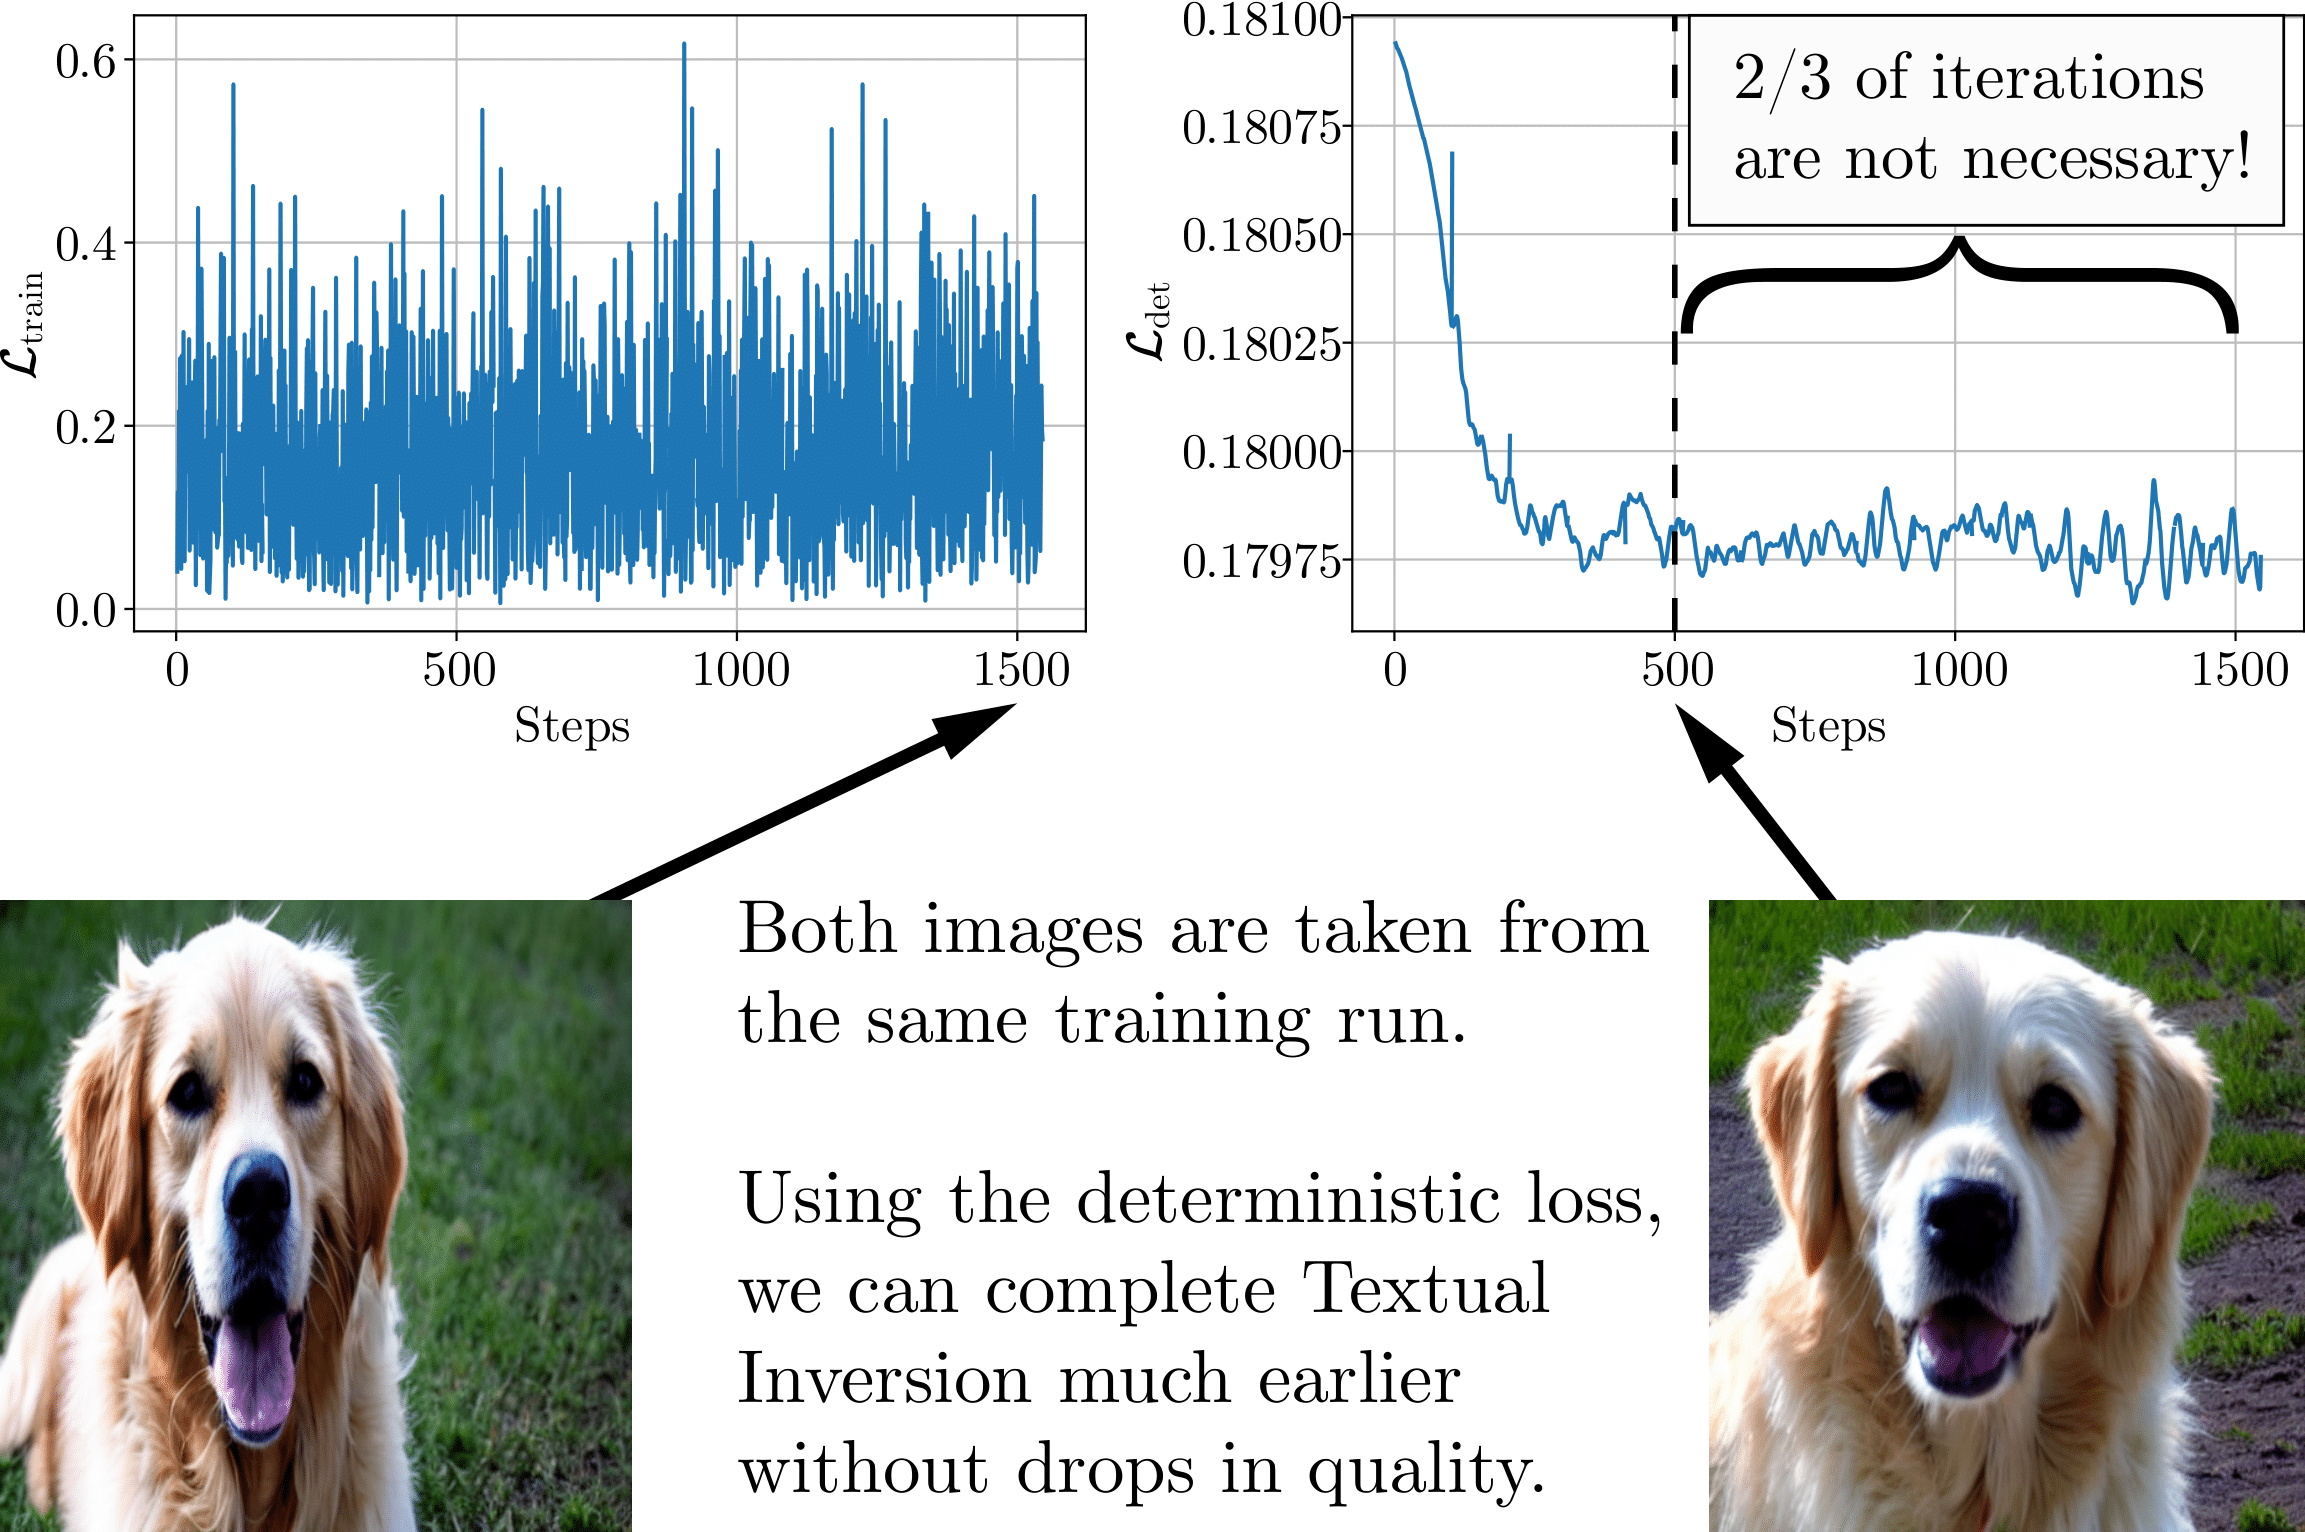 0.6
0.4
0.2
0.0
ℒtrain
0
500
1000
1500
Steps
0.18100
0.18075
0.18050
0.18025
0.18000
0.17975
ℒdet
0
500
1000
1500
Steps
2/3 of iterations
are not necessary!
Both images are taken from
the same training run.
Using the deterministic loss,
we can complete Textual
Inversion much earlier
without drops in quality.